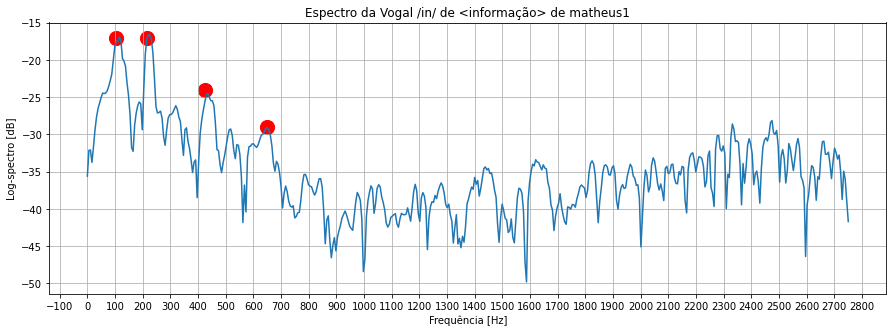 Espectro da Vogal /in/ de <informação> de matheus1
Log-spectro [dB]
−15
−20
−25
−30
−35
−40
−45
−50
−100 0 100 200 300 400 500 600 700 800 900 1000 1100 1200 1300 1400 1500 1600 1700 1800 1900 2000 2100 2200 2300 2400 2500 2600 2700 2800
Frequência [Hz]